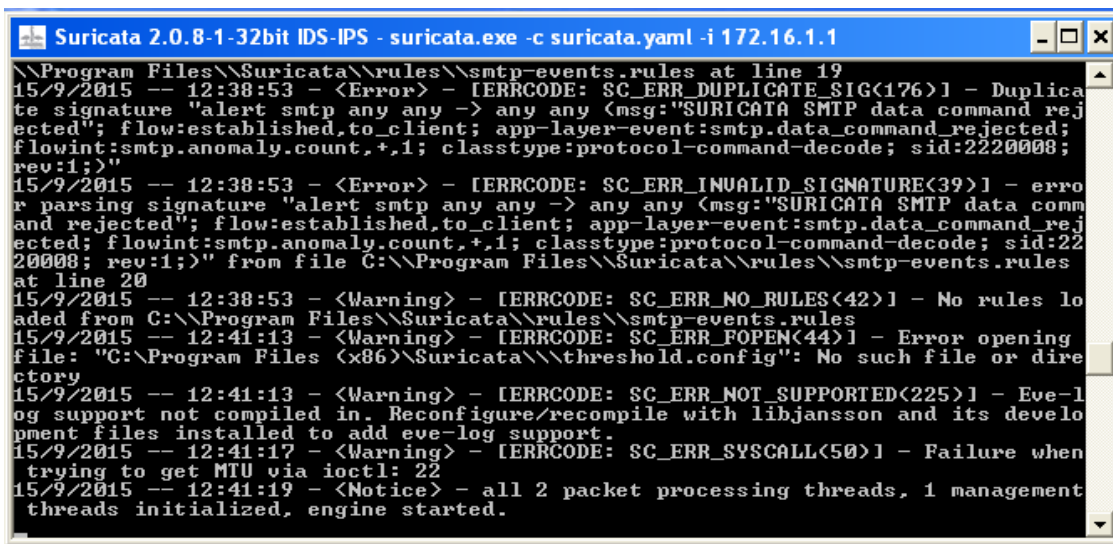 Suricata 2.0.8-1-32bit IDS-IPS - suricata.exe -c suricata.yaml -i 172.16.1.1
\\Program Files\\Suricata\\rules\\smtp-events.rules at line 19
15/9/2015 -- 12:38:53 - <Error> - [ERRCODE: SC_ERR_DUPLICATE_SIG(176)] - Duplica
te signature "alert smtp any any -> any any (msg:"SURICATA SMTP data command rej
ected"; flow:established,to_client; app-layer-event:smtp.data_command_rejected;
flowint:smtp.anomaly.count,+,1; classtype:protocol-command-decode; sid:2220008;
rev:1;)"
15/9/2015 -- 12:38:53 - <Error> - [ERRCODE: SC_ERR_INVALID_SIGNATURE(39)] - erro
r parsing signature "alert smtp any any -> any any (msg:"SURICATA SMTP data comm
and rejected"; flow:established,to_client; app-layer-event:smtp.data_command_rej
ected; flowint:smtp.anomaly.count,+,1; classtype:protocol-command-decode; sid:22
20008; rev:1;)" from file C:\\Program Files\\Suricata\\rules\\smtp-events.rules
at line 20
15/9/2015 -- 12:38:53 - <Warning> - [ERRCODE: SC_ERR_NO_RULES(42)] - No rules lo
aded from C:\\Program Files\\Suricata\\rules\\smtp-events.rules
15/9/2015 -- 12:41:13 - <Warning> - [ERRCODE: SC_ERR_FOPEN(44)] - Error opening
file: "C:\Program Files (x86)\Suricata\\\threshold.config": No such file or dire
ctory
15/9/2015 -- 12:41:13 - <Warning> - [ERRCODE: SC_ERR_NOT_SUPPORTED(225)] - Eve-l
og support not compiled in. Reconfigure/recompile with libjansson and its develo
pment files installed to add eve-log support.
15/9/2015 -- 12:41:17 - <Warning> - [ERRCODE: SC_ERR_SYSCALL(50)] - Failure when
 trying to get MTU via ioctl: 22
15/9/2015 -- 12:41:19 - <Notice> - all 2 packet processing threads, 1 management
 threads initialized, engine started.